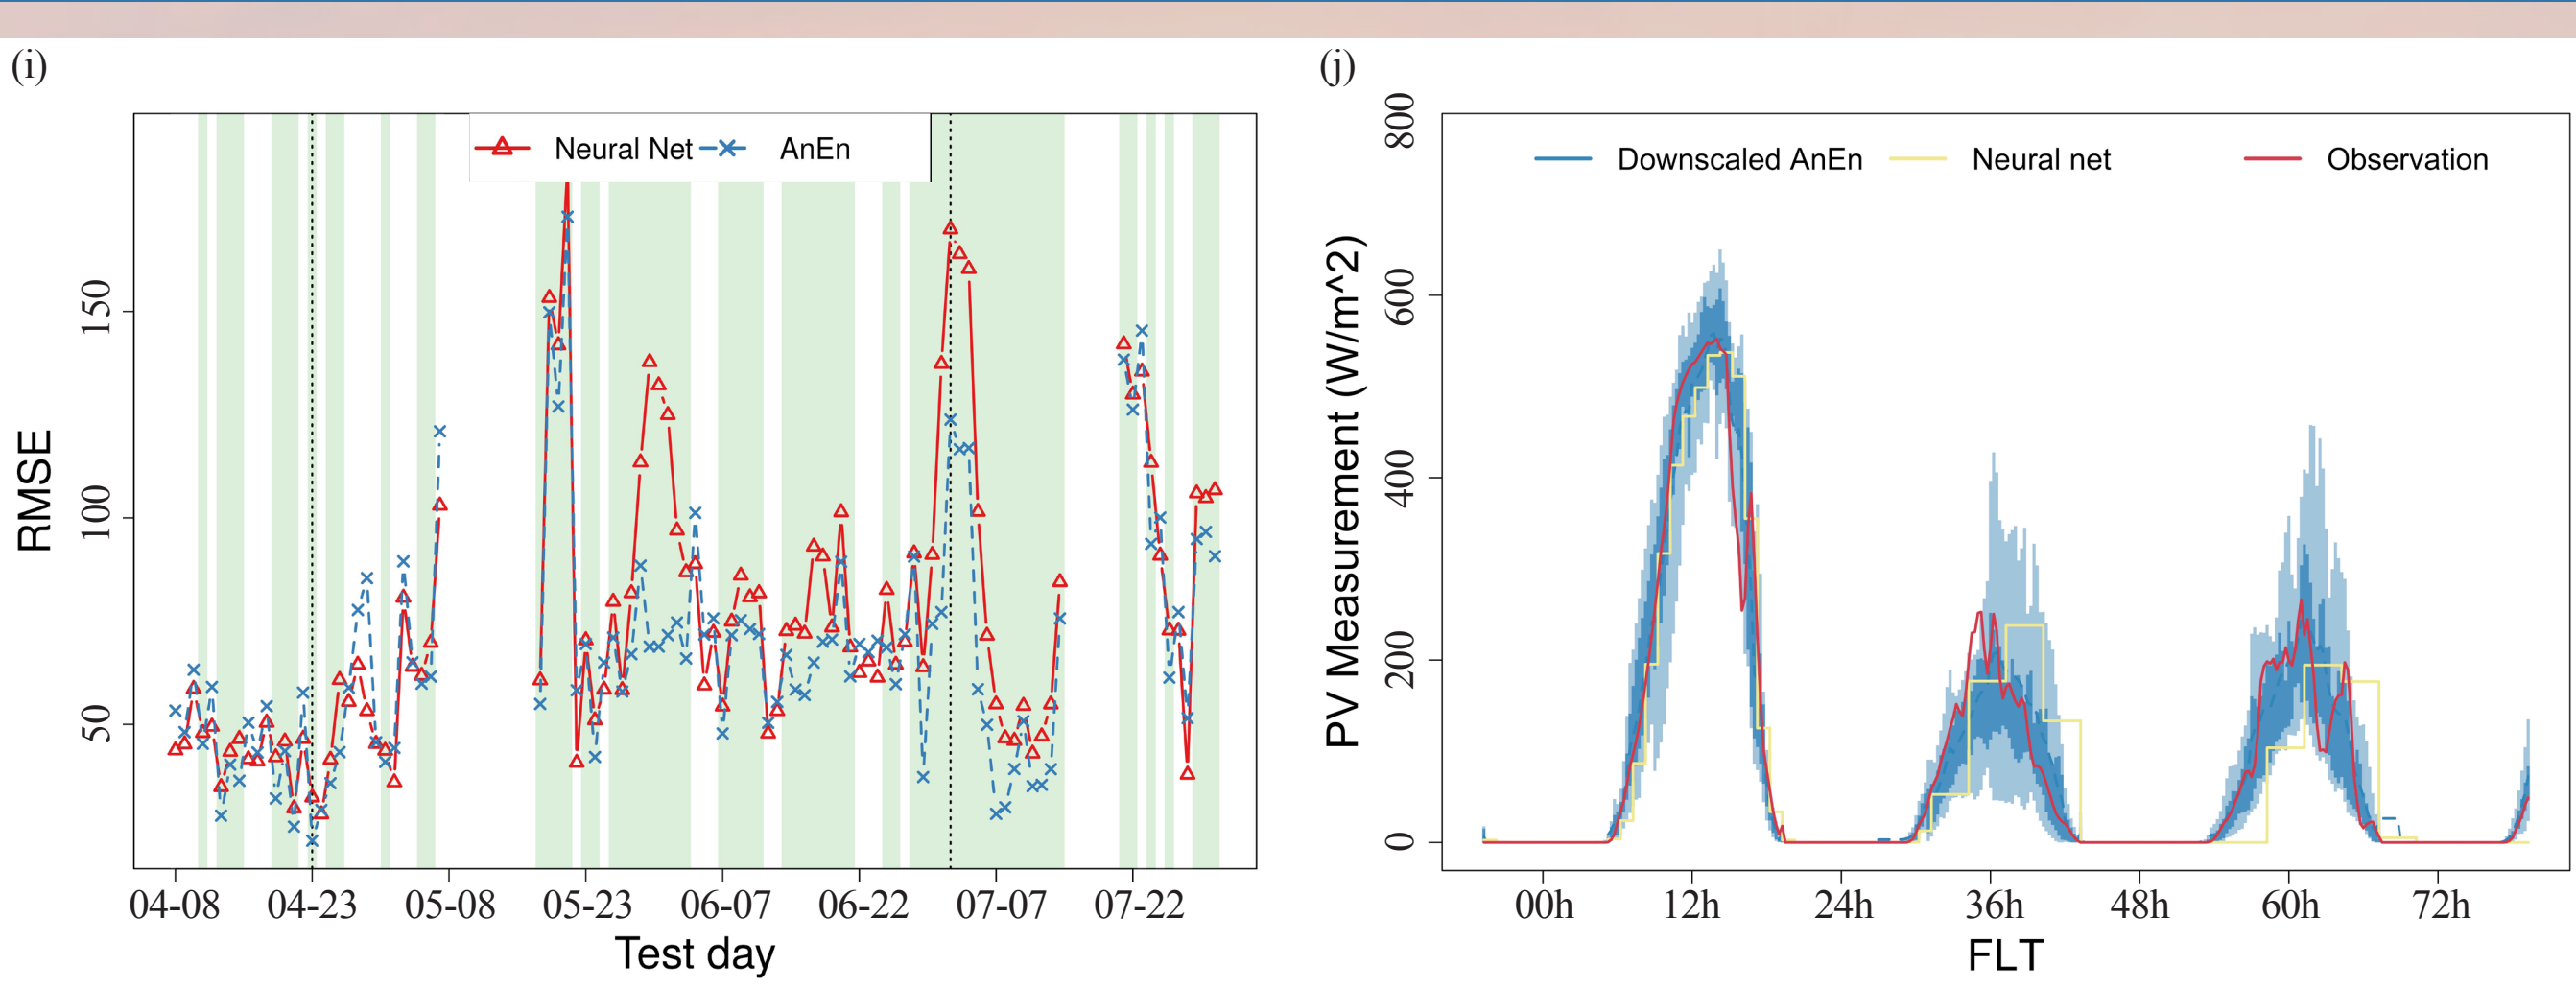 (i)
Neural Net AnEn
RMSE
150
100
50
04-08 04-23 05-08 05-23 06-07 06-22 07-07 07-22
Test day
(j)
Downscaled AnEn Neural net Observation
PV Measurement (W/m^2)
800
600
400
200
0
00h 12h 24h 36h 48h 60h 72h
FLT